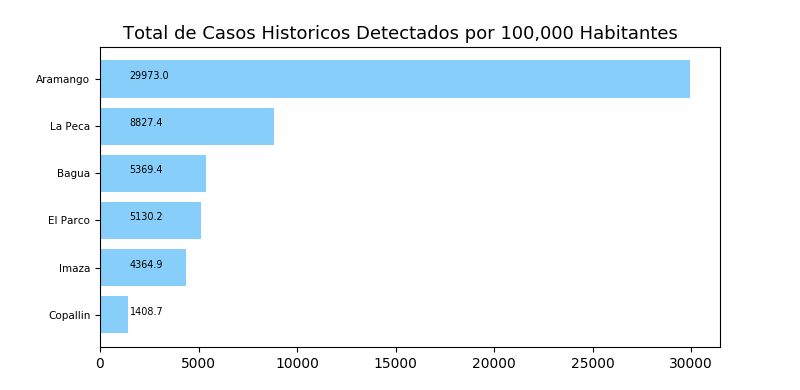 Total de Casos Historicos Detectados por 100,000 Habitantes
Aramango 29973.0
La Peca 8827.4
Bagua 5369.4
El Parco 5130.2
Imaza 4364.9
Copallin 1408.7
0 5000 10000 15000 20000 25000 30000